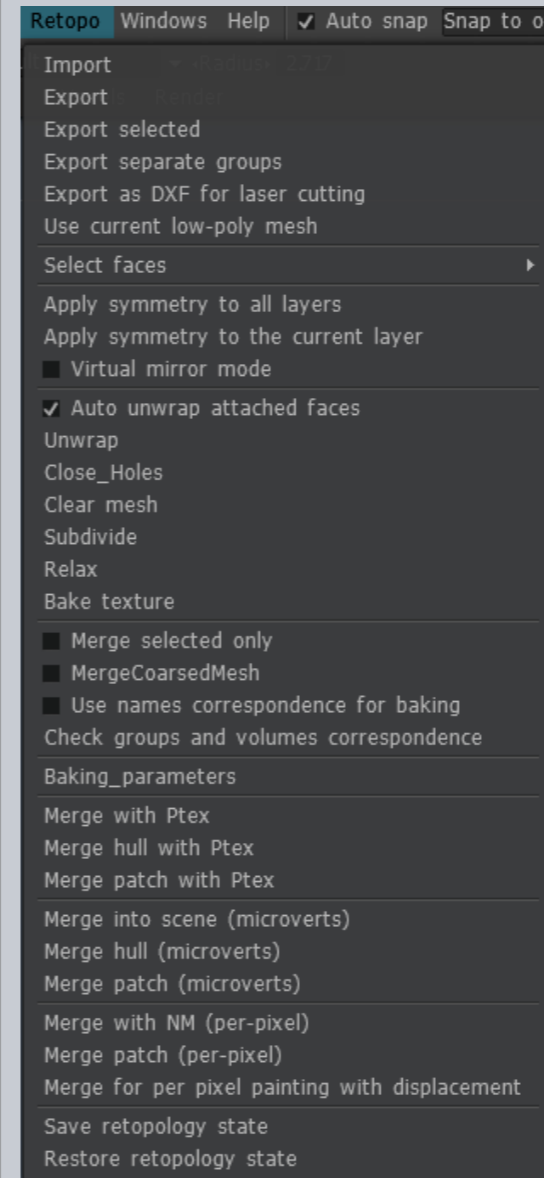 Retopo Windows Help Auto snap Snap to o
Import
Export
Export selected
Export separate groups
Export as DXF for laser cutting
Use current low-poly mesh
Select faces
Apply symmetry to all layers
Apply symmetry to the current layer
Virtual mirror mode
Auto unwrap attached faces
Unwrap
Close_Holes
Clear mesh
Subdivide
Relax
Bake texture
Merge selected only
MergeCoarsedMesh
Use names correspondence for baking
Check groups and volumes correspondence
Baking_parameters
Merge with Ptex
Merge hull with Ptex
Merge patch with Ptex
Merge into scene (microverts)
Merge hull (microverts)
Merge patch (microverts)
Merge with NM (per-pixel)
Merge patch (per-pixel)
Merge for per pixel painting with displacement
Save retopology state
Restore retopology state